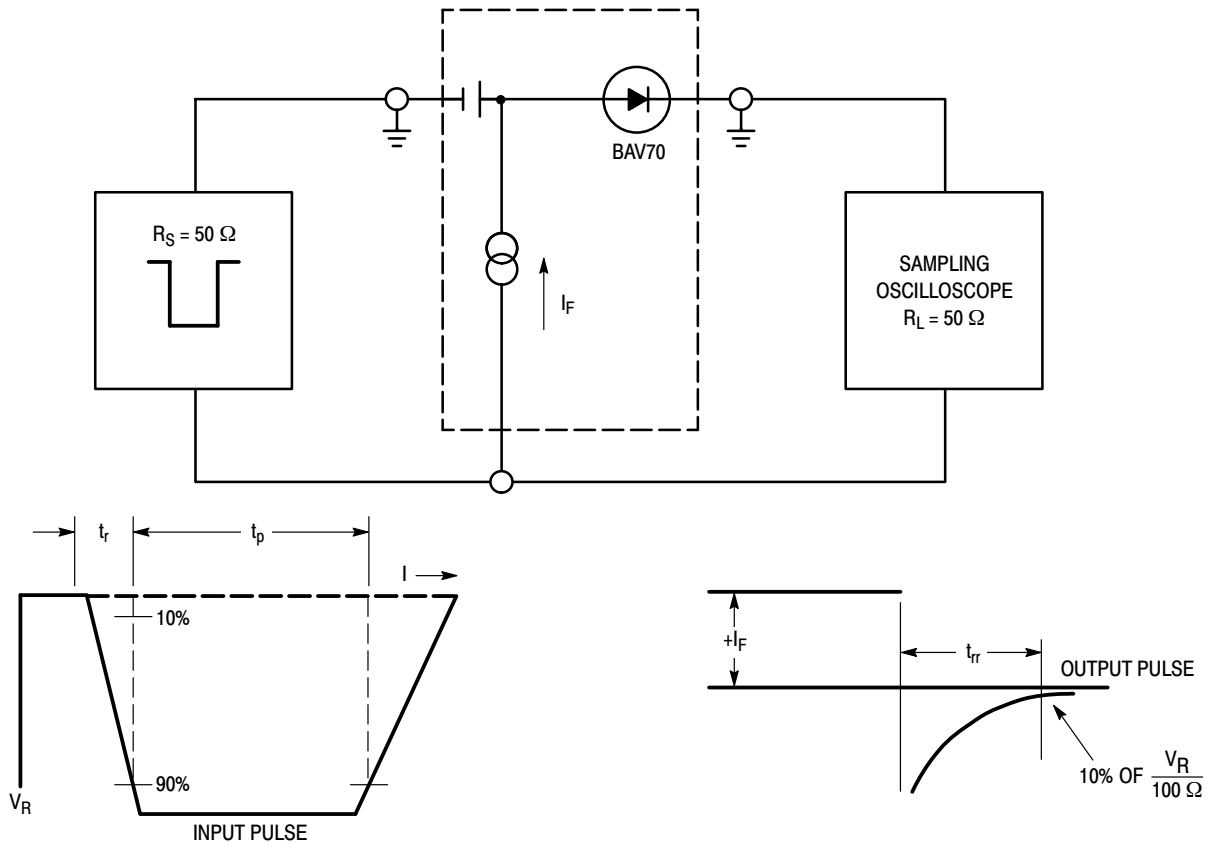 BAV70
R_S = 50 Ω
I_F
SAMPLING
OSCILLOSCOPE
R_L = 50 Ω
t_r
t_p
I
10%
90%
V_R
INPUT PULSE
+I_F
t_rr
OUTPUT PULSE
10% OF V_R
100 Ω